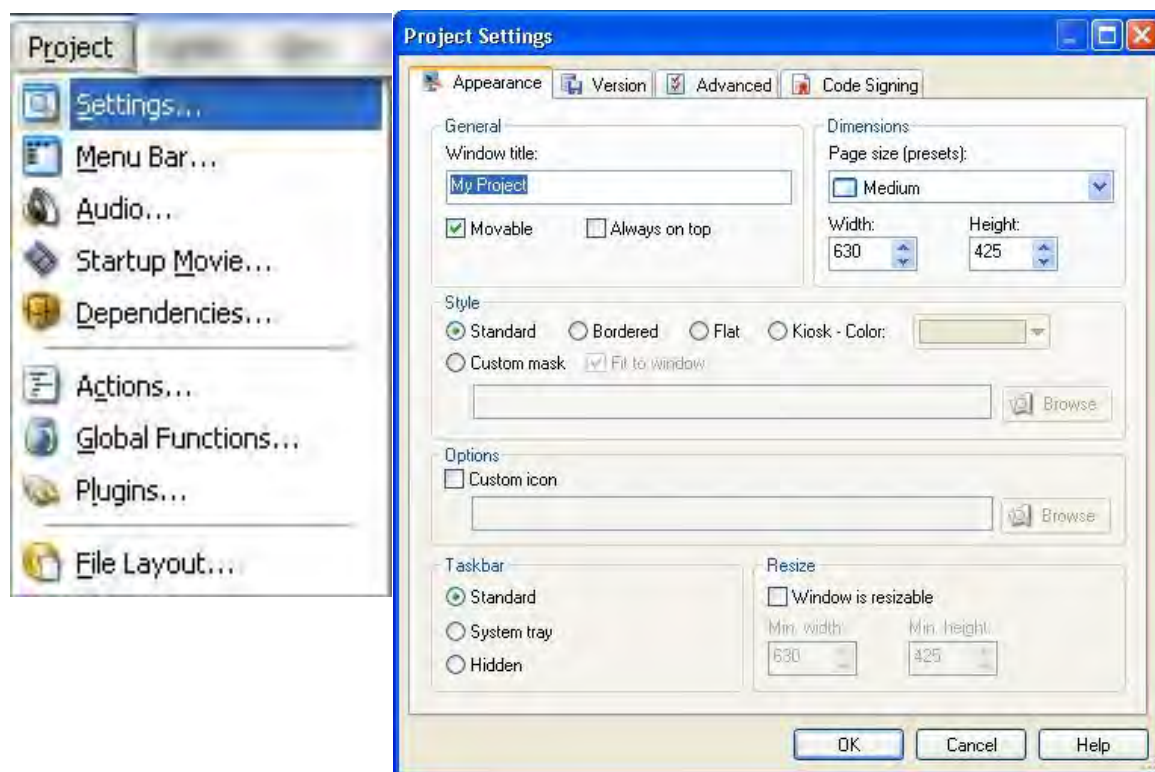 Project
Settings...
Menu Bar...
Audio...
Startup Movie...
Dependencies...
Actions...
Global Functions...
Plugins...
File Layout...
Project Settings
Appearance Version Advanced Code Signing
General
Window title:
My Project
Movable Always on top
Dimensions
Page size (presets):
Medium
Width: Height:
630 425
Style
Standard Bordered Flat Kiosk - Color:
Custom mask Fit to window
Browse
Options
Custom icon
Browse
Taskbar
Standard
System tray
Hidden
Resize
Window is resizable
Min. width: Min. height:
630 425
OK Cancel Help